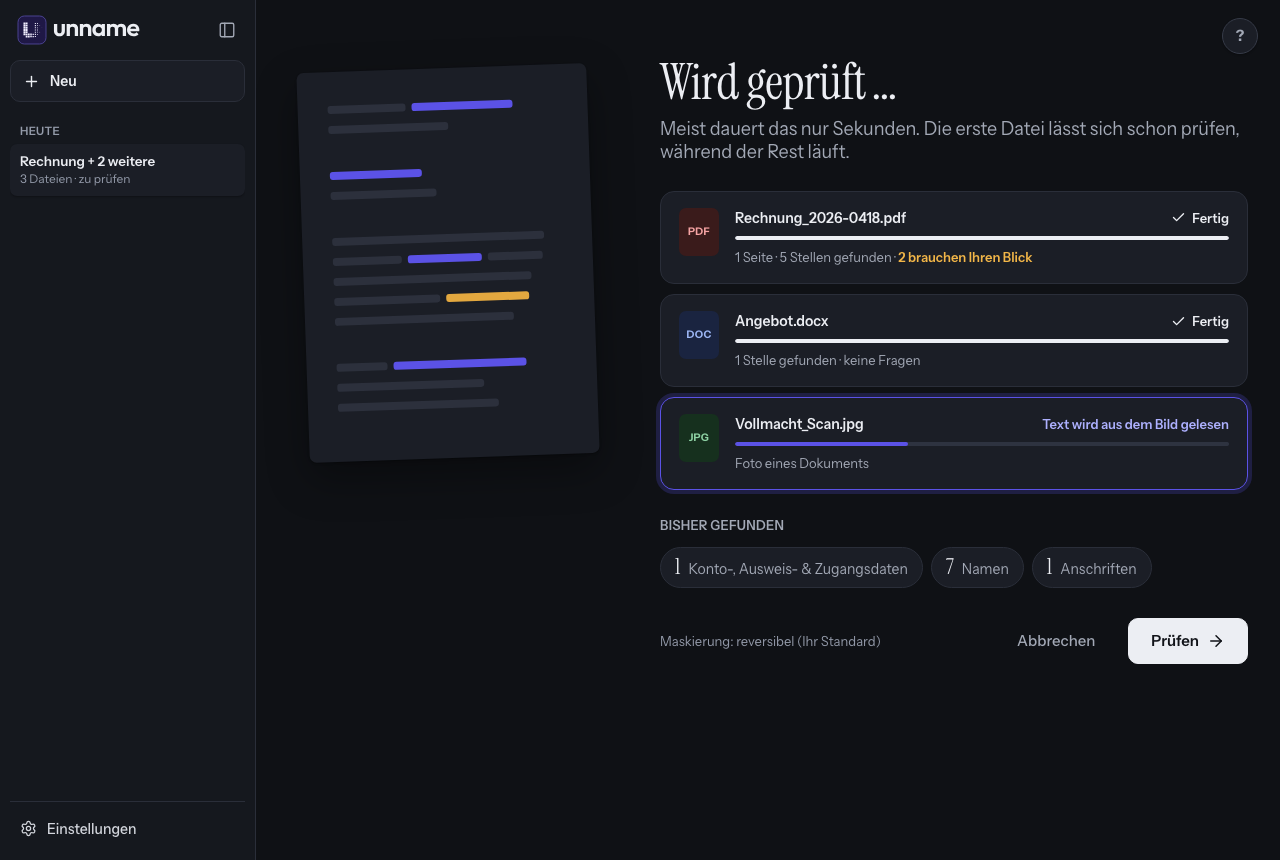 unname
?
Neu
HEUTE
Rechnung + 2 weitere
3 Dateien · zu prüfen
Einstellungen
Wird geprüft ...
Meist dauert das nur Sekunden. Die erste Datei lässt sich schon prüfen,
während der Rest läuft.
PDF
Rechnung_2026-0418.pdf
Fertig
1 Seite · 5 Stellen gefunden · 2 brauchen Ihren Blick
DOC
Angebot.docx
Fertig
1 Stelle gefunden · keine Fragen
JPG
Vollmacht_Scan.jpg
Text wird aus dem Bild gelesen
Foto eines Dokuments
BISHER GEFUNDEN
1 Konto-, Ausweis- & Zugangsdaten
7 Namen
1 Anschriften
Maskierung: reversibel (Ihr Standard)
Abbrechen
Prüfen